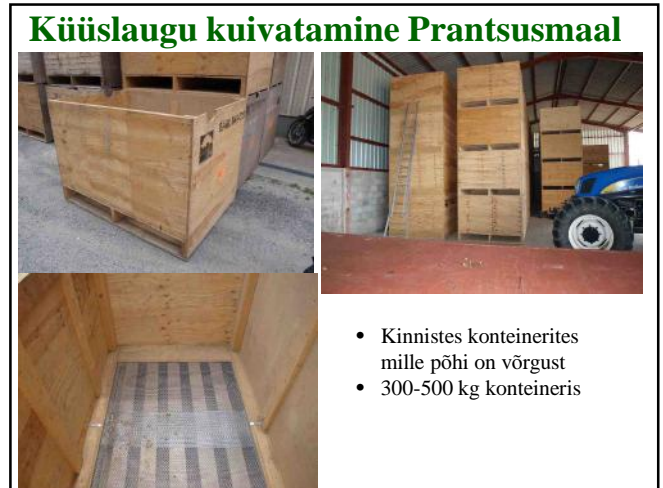 Küüslaugu kuivatamine Prantsusmaal
• Kinnistes konteinerites
mille põhi on võrgust
• 300-500 kg konteineris